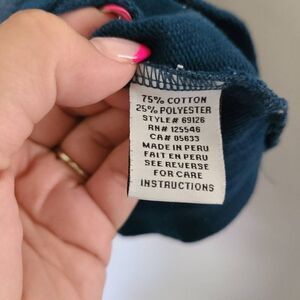 75% COTTON
25% POLYESTER
STYLE# 69126
RN# 125546
CA# 05633
MADE IN PERU
FAIT EN PERU
SEE REVERSE
FOR CARE
INSTRUCTIONS